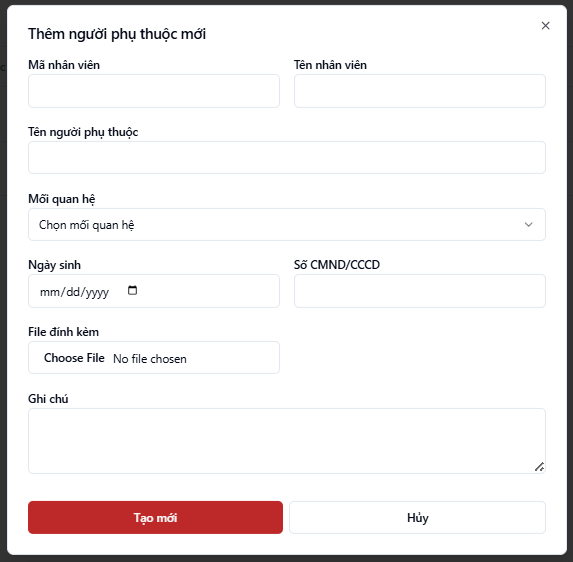 Thêm người phụ thuộc mới
Mã nhân viên
Tên nhân viên
Tên người phụ thuộc
Mối quan hệ
Chọn mối quan hệ
Ngày sinh
Số CMND/CCCD
mm/dd/yyyy
File đính kèm
Choose File No file chosen
Ghi chú
Tạo mới
Hủy